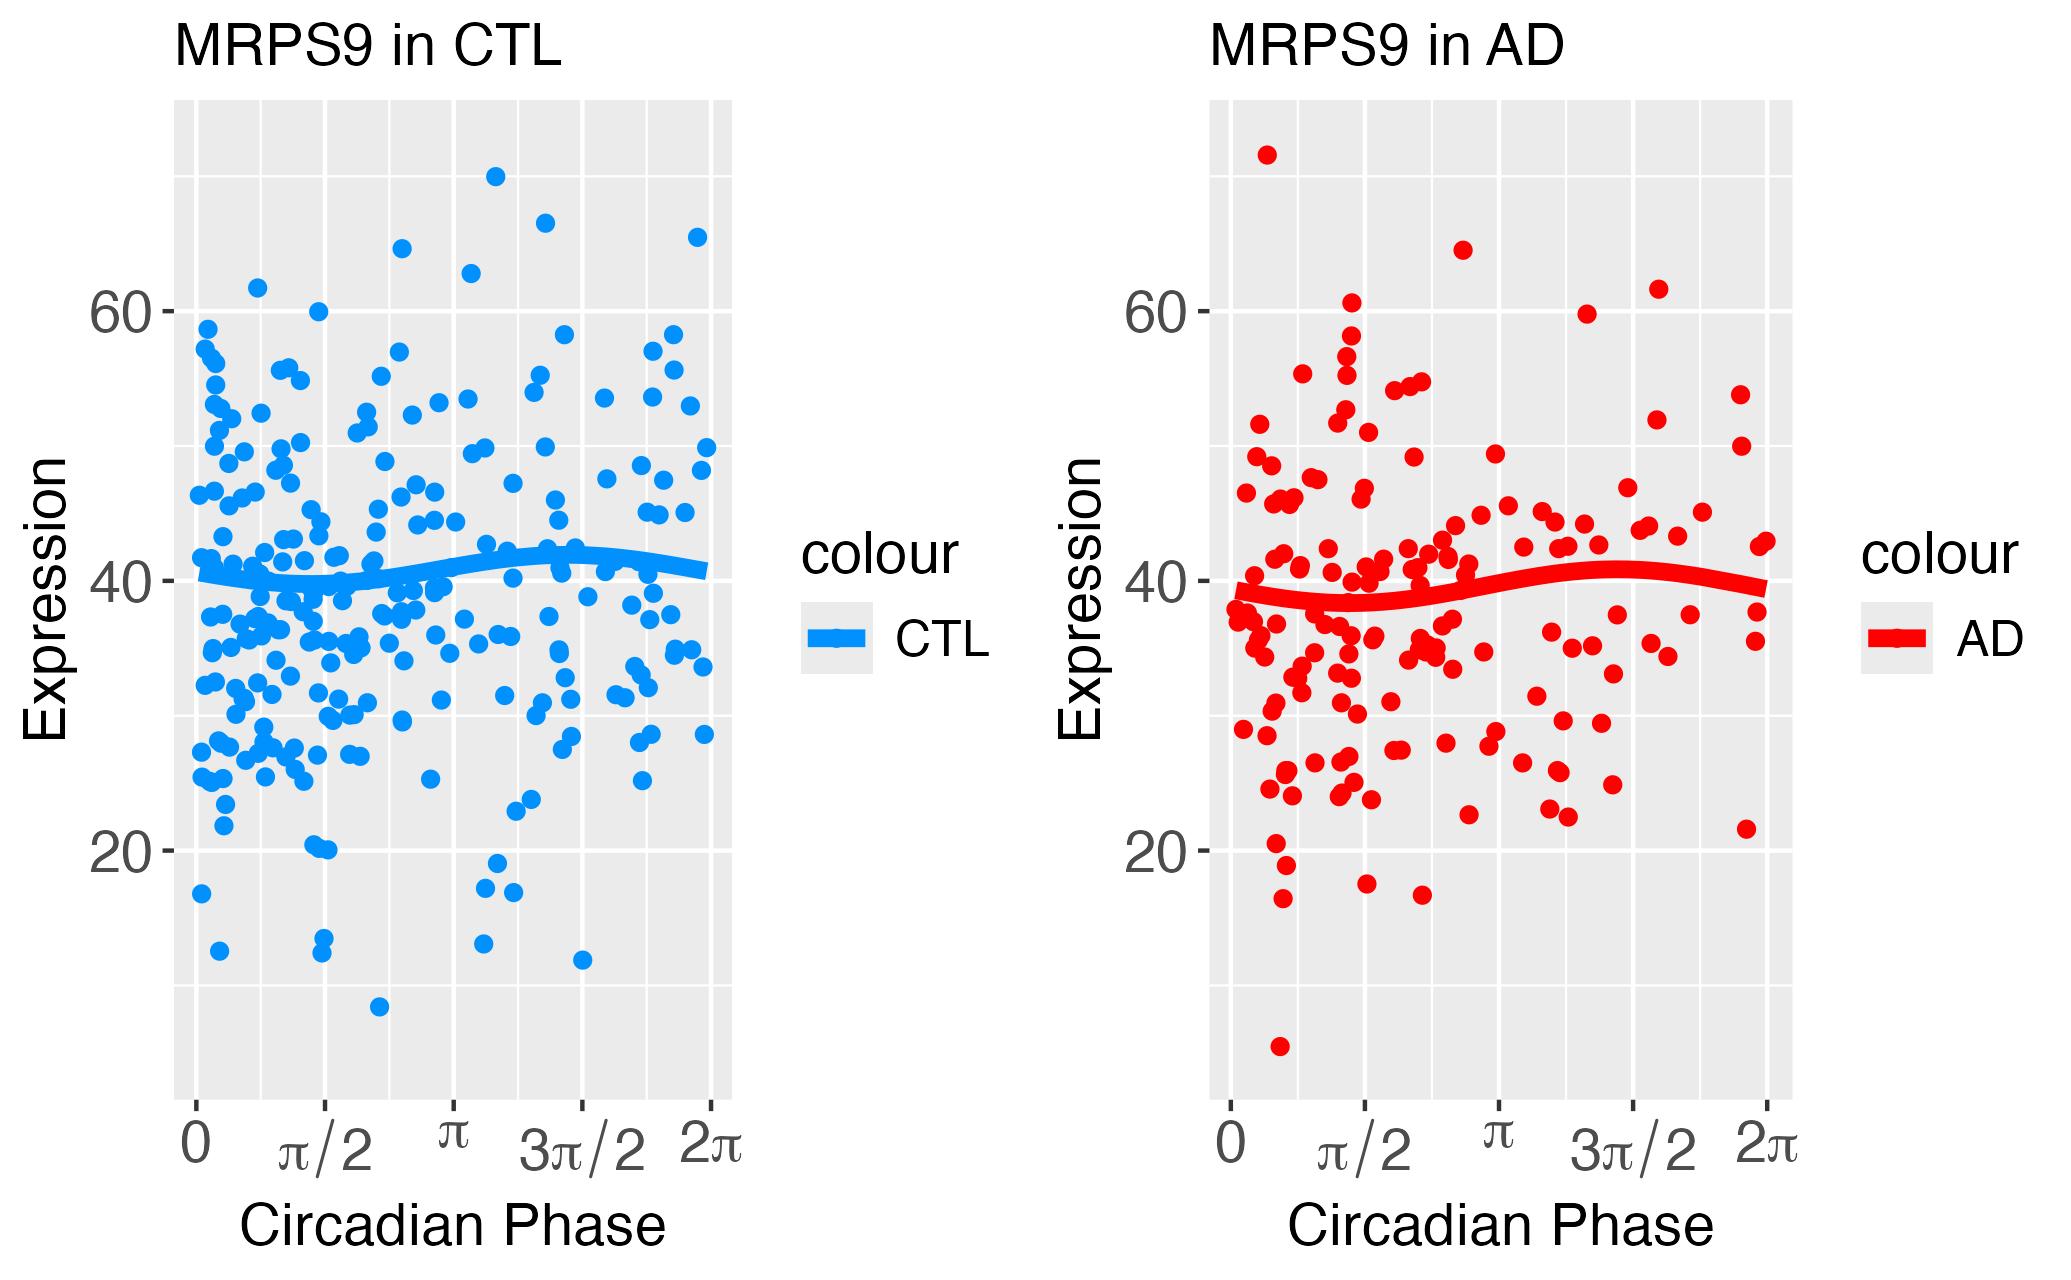 MRPS9 in CTL
Expression
60
40
20
0 π/2 π 3π/2 2π
Circadian Phase
colour
CTL
MRPS9 in AD
Expression
60
40
20
0 π/2 π 3π/2 2π
Circadian Phase
colour
AD